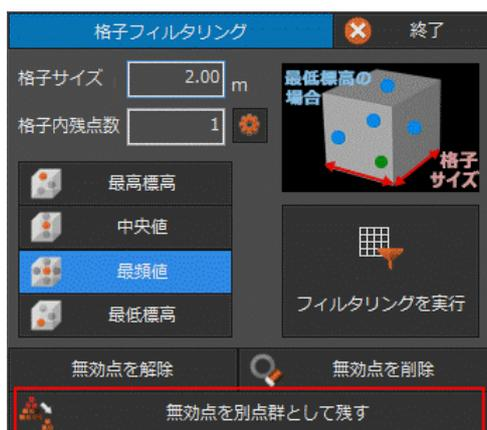 格子フィルタリング
終了
格子サイズ 2.00 m
格子内残点数 1
最低標高の
場合
格子
サイズ
最高標高
中央値
最頻値
最低標高
フィルタリングを実行
無効点を解除
無効点を削除
無効点を別点群として残す